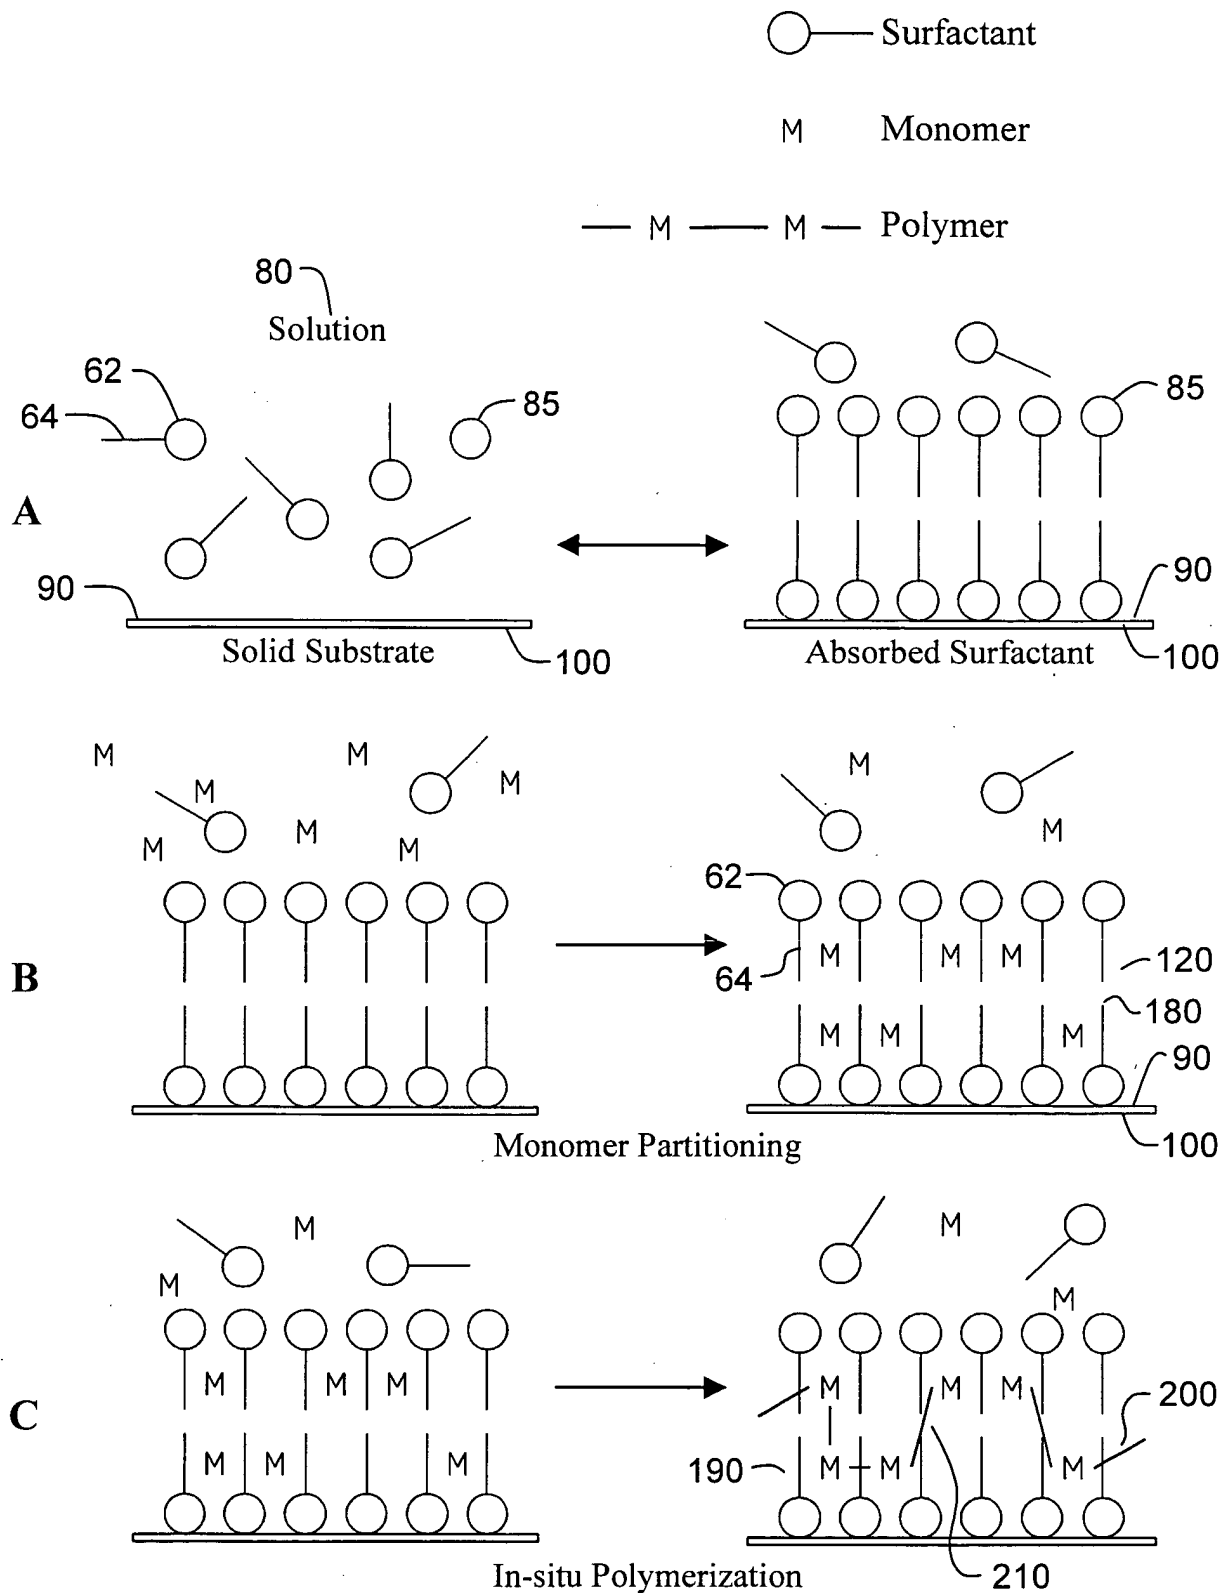 Surfactant
M Monomer
M M Polymer
80
Solution
62
64
85
85
A
90
90
Solid Substrate
100
Absorbed Surfactant
100
M M M M
M M M
M
M
62
M M M
64
120
B
180
M M M
90
100
Monomer Partitioning
M
M
M
M
M M M
M M
200
C
M M M
190
M M M
210
In-situ Polymerization